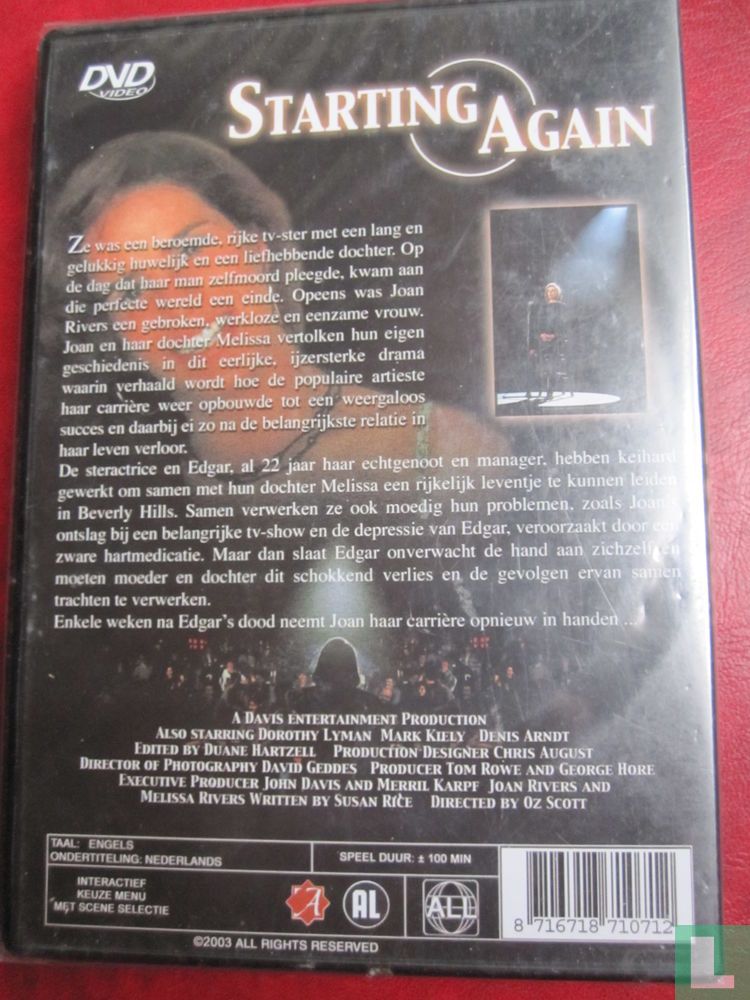 DVD
VIDEO
STARTING
AGAIN
Ze was een beroemde, rijke tv-ster met een lang en
gelukkig huwelijk en een liefhebbende dochter. Op
de dag dat haar man zelfmoord pleegde, kwam aan
die perfecte wereld een einde. Opeens was Joan
Rivers een gebroken, werkloze en eenzame vrouw.
Joan en haar dochter Melissa vertolken hun eigen
geschiedenis in dit eerlijke, ijzersterke drama
waarin verhaald wordt hoe de populaire artieste
haar carrière weer opbouwde tot een weergaloos
succes en daarbij ei zo na de belangrijkste relatie in
haar leven verloor.
De steractrice en Edgar, al 22 jaar haar echtgenoot en manager, hebben keihard
gewerkt om samen met hun dochter Melissa een rijkelijk leventje te kunnen leiden
in Beverly Hills. Samen verwerken ze ook moedig hun problemen, zoals Joan's
ontslag bij een belangrijke tv-show en de depressie van Edgar, veroorzaakt door een
zware hartmedicatie. Maar dan slaat Edgar onverwacht de hand aan zichzelf en
moeten moeder en dochter dit schokkend verlies en de gevolgen ervan samen
trachten te verwerken.
Enkele weken na Edgar's dood neemt Joan haar carrière opnieuw in handen ...
A DAVIS ENTERTAINMENT PRODUCTION
ALSO STARRING DOROTHY LYMAN MARK KIELY DENIS ARNDT
EDITED BY DUANE HARTZELL PRODUCTION DESIGNER CHRIS AUGUST
DIRECTOR OF PHOTOGRAPHY DAVID GEDDES PRODUCER TOM ROWE AND GEORGE HORE
EXECUTIVE PRODUCER JOHN DAVIS AND MERRIL KARPF JOAN RIVERS AND
MELISSA RIVERS WRITTEN BY SUSAN RICE DIRECTED BY OZ SCOTT
TAAL: ENGELS
ONDERTITELING: NEDERLANDS
SPEEL DUUR: ± 100 MIN
INTERACTIEF
KEUZE MENU
MET SCENE SELECTIE
A
AL
ALL
8 716718 710712
©2003 ALL RIGHTS RESERVED
L